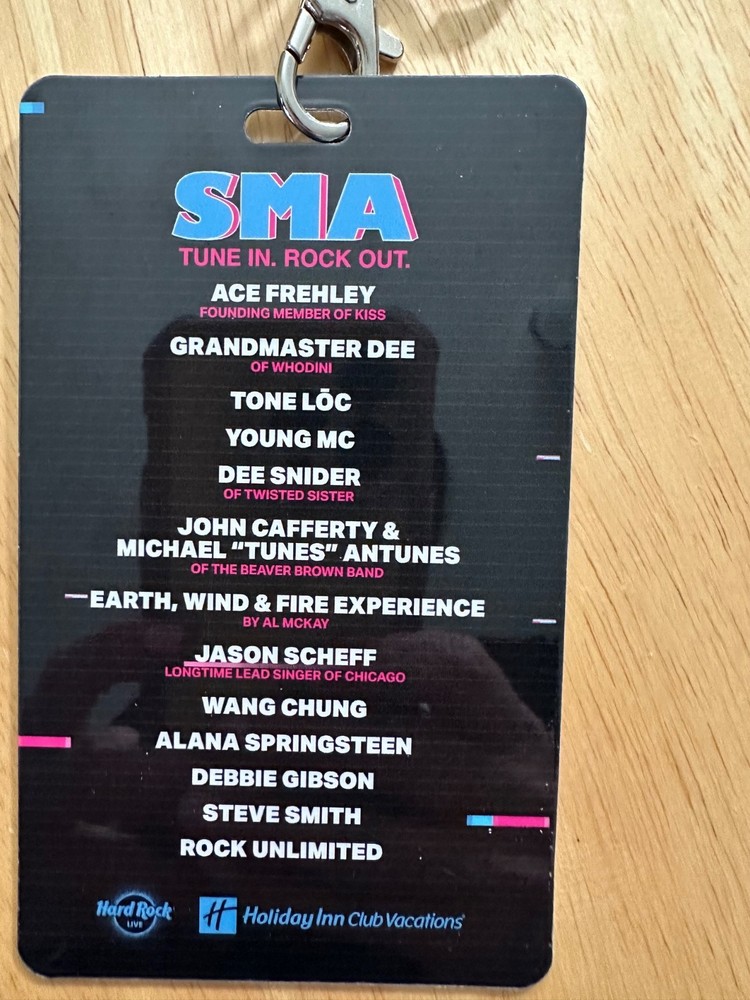 SMA
TUNE IN. ROCK OUT.
ACE FREHLEY
FOUNDING MEMBER OF KISS
GRANDMASTER DEE
OF WHODINI
TONE LŌC
YOUNG MC
DEE SNIDER
OF TWISTED SISTER
JOHN CAFFERTY &
MICHAEL “TUNES” ANTUNES
OF THE BEAVER BROWN BAND
EARTH, WIND & FIRE EXPERIENCE
BY AL MCKAY
JASON SCHEFF
LONGTIME LEAD SINGER OF CHICAGO
WANG CHUNG
ALANA SPRINGSTEEN
DEBBIE GIBSON
STEVE SMITH
ROCK UNLIMITED
Hard Rock
LIVE
H Holiday Inn Club Vacations®